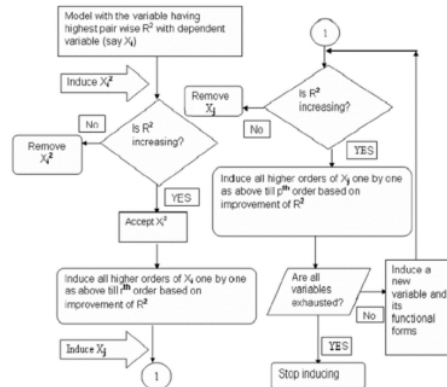 Model with the variable having
highest pair wise R² with dependent
variable (say Xᵢ)
Induce Xᵢ²
Is R²
increasing?
No
Remove
Xᵢ²
YES
Accept Xᵢ²
Induce all higher orders of Xᵢ one by one
as above till rᵗʰ order based on
improvement of R²
Induce Xⱼ
1
1
Is R²
increasing?
Remove
Xⱼ
No
YES
Induce all higher orders of Xⱼ one by one
as above till pᵗʰ order based on
improvement of R²
Are all
variables
exhausted?
No
Induce a
new
variable and
its
functional
forms
YES
Stop inducing